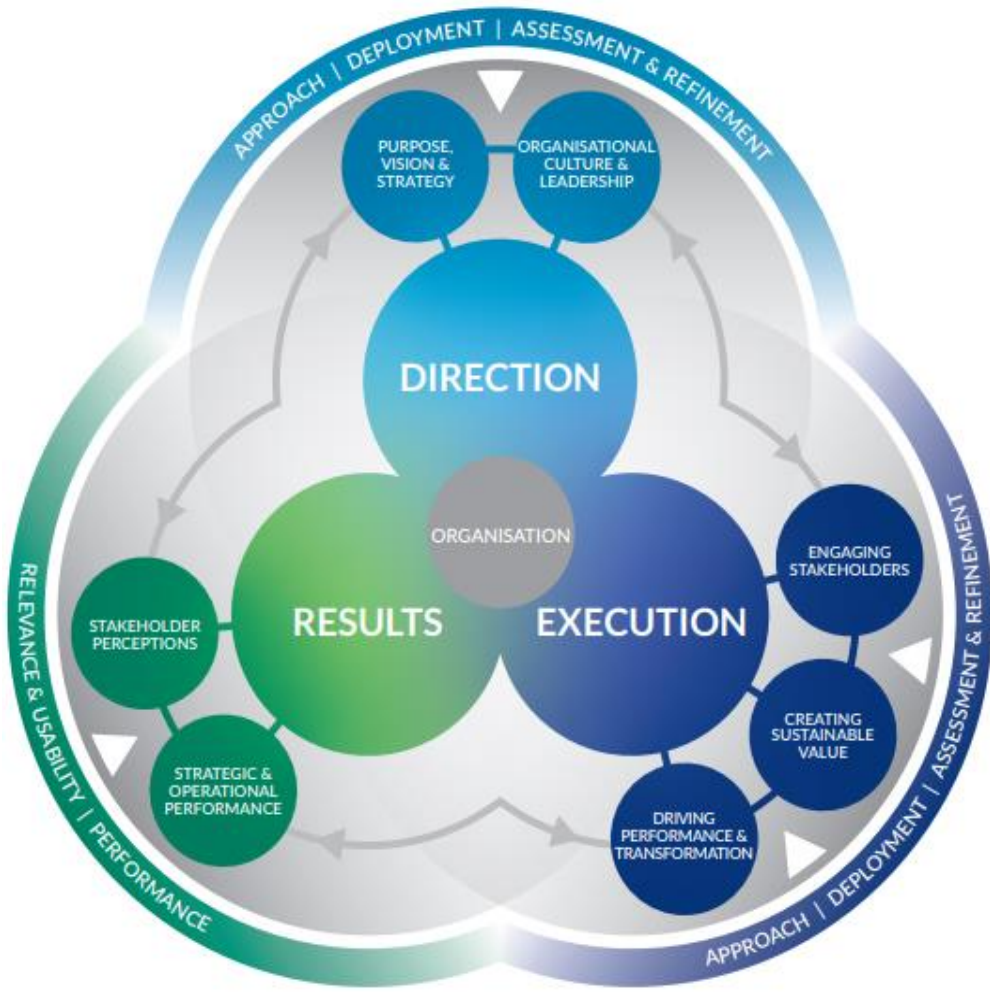 APPROACH | DEPLOYMENT | ASSESSMENT & REFINEMENT
PURPOSE,
VISION &
STRATEGY
ORGANISATIONAL
CULTURE &
LEADERSHIP
DIRECTION
ORGANISATION
RESULTS
EXECUTION
ENGAGING
STAKEHOLDERS
CREATING
SUSTAINABLE
VALUE
DRIVING
PERFORMANCE &
TRANSFORMATION
APPROACH | DEPLOYMENT | ASSESSMENT & REFINEMENT
STAKEHOLDER
PERCEPTIONS
STRATEGIC &
OPERATIONAL
PERFORMANCE
RELEVANCE & USABILITY | PERFORMANCE